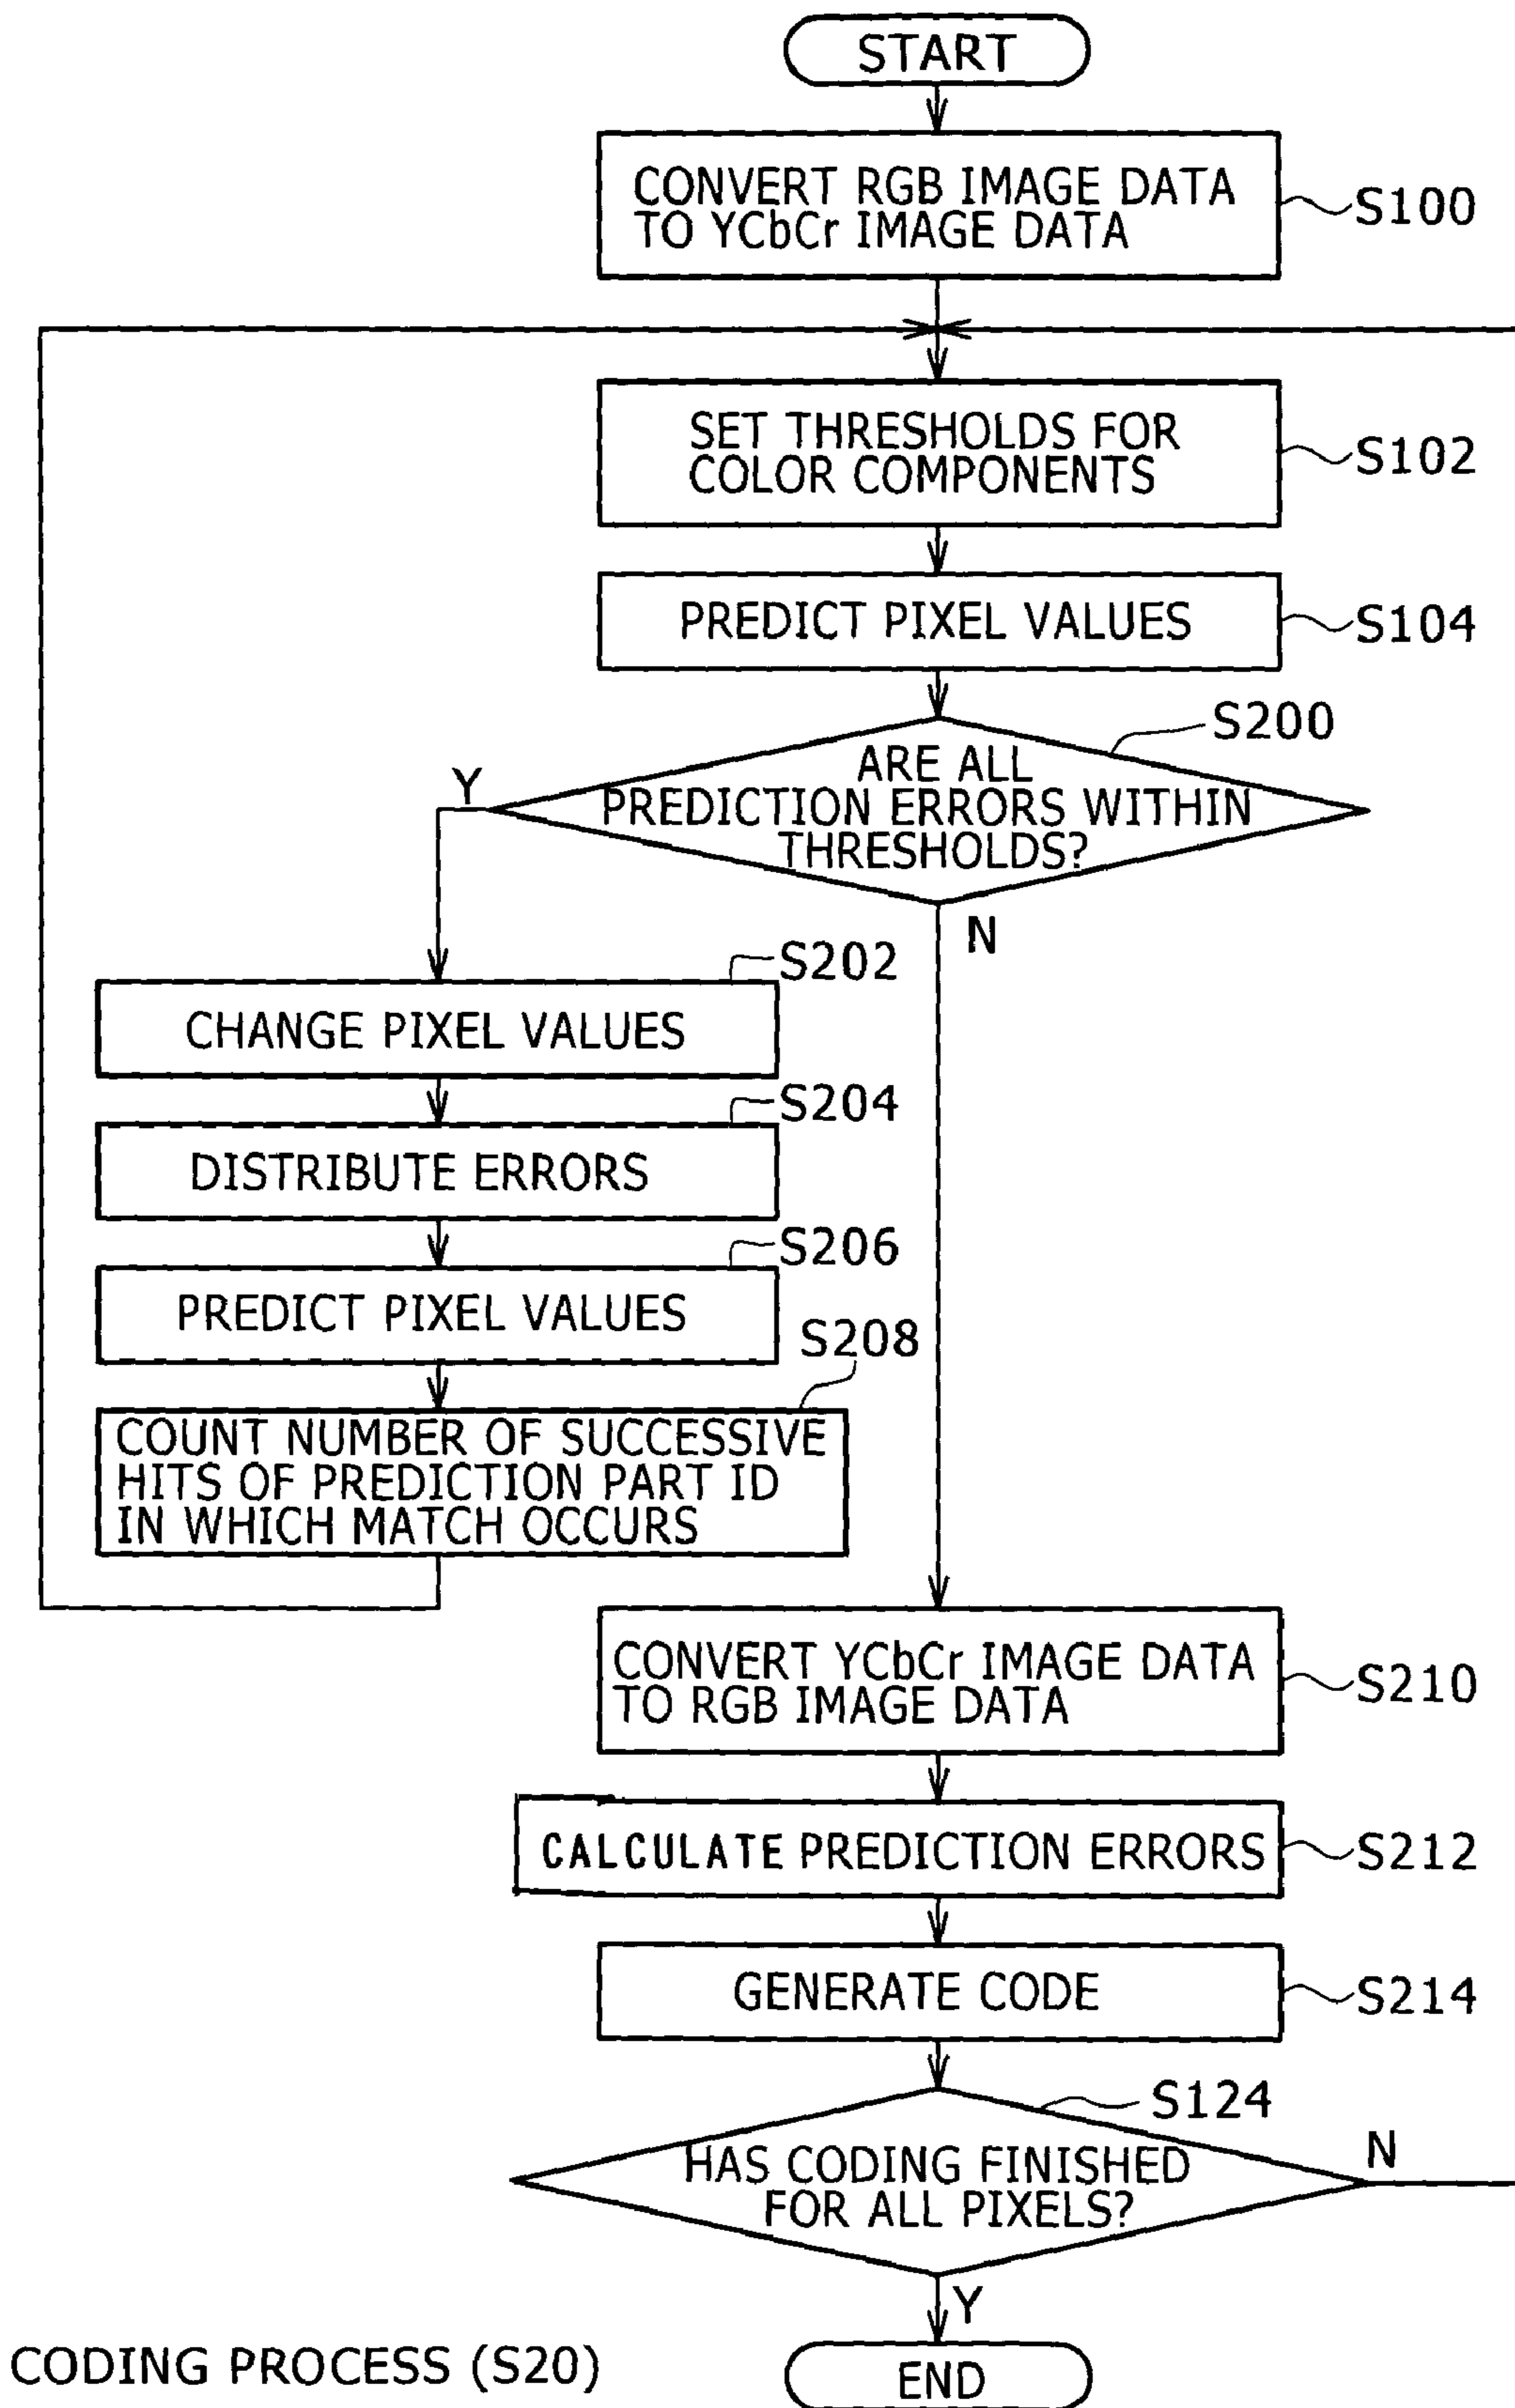 START
CONVERT RGB IMAGE DATA
TO YCbCr IMAGE DATA
S100
SET THRESHOLDS FOR
COLOR COMPONENTS
S102
PREDICT PIXEL VALUES
S104
S200
ARE ALL
PREDICTION ERRORS WITHIN
THRESHOLDS?
Y
N
S202
CHANGE PIXEL VALUES
S204
DISTRIBUTE ERRORS
S206
PREDICT PIXEL VALUES
S208
COUNT NUMBER OF SUCCESSIVE
HITS OF PREDICTION PART ID
IN WHICH MATCH OCCURS
CONVERT YCbCr IMAGE DATA
TO RGB IMAGE DATA
S210
CALCULATE PREDICTION ERRORS
S212
GENERATE CODE
S214
S124
HAS CODING FINISHED
FOR ALL PIXELS?
N
Y
CODING PROCESS (S20)
END